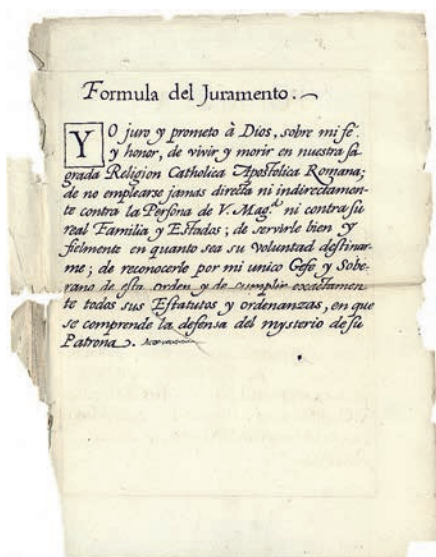 Formula del Juramento.
YO juro y prometo à Dios, sobre mi fé
y honor, de vivir y morir en nuestra sa
grada Religion Catholica Apostolica Romana;
de no emplearse jamas directa ni indirectamen-
te contra la Persona de V. Mag.d ni contra su
real Familia y Estados; de servirle bien y
fielmente en quanto sea su voluntad destinar-
me; de reconocerle por mi unico Gefe y Sobe-
rano de esta orden y de cumplir exactamen
te todos sus Estatutos y ordenanzas, en que
se comprende la defensa del mysterio de su
Patrona.